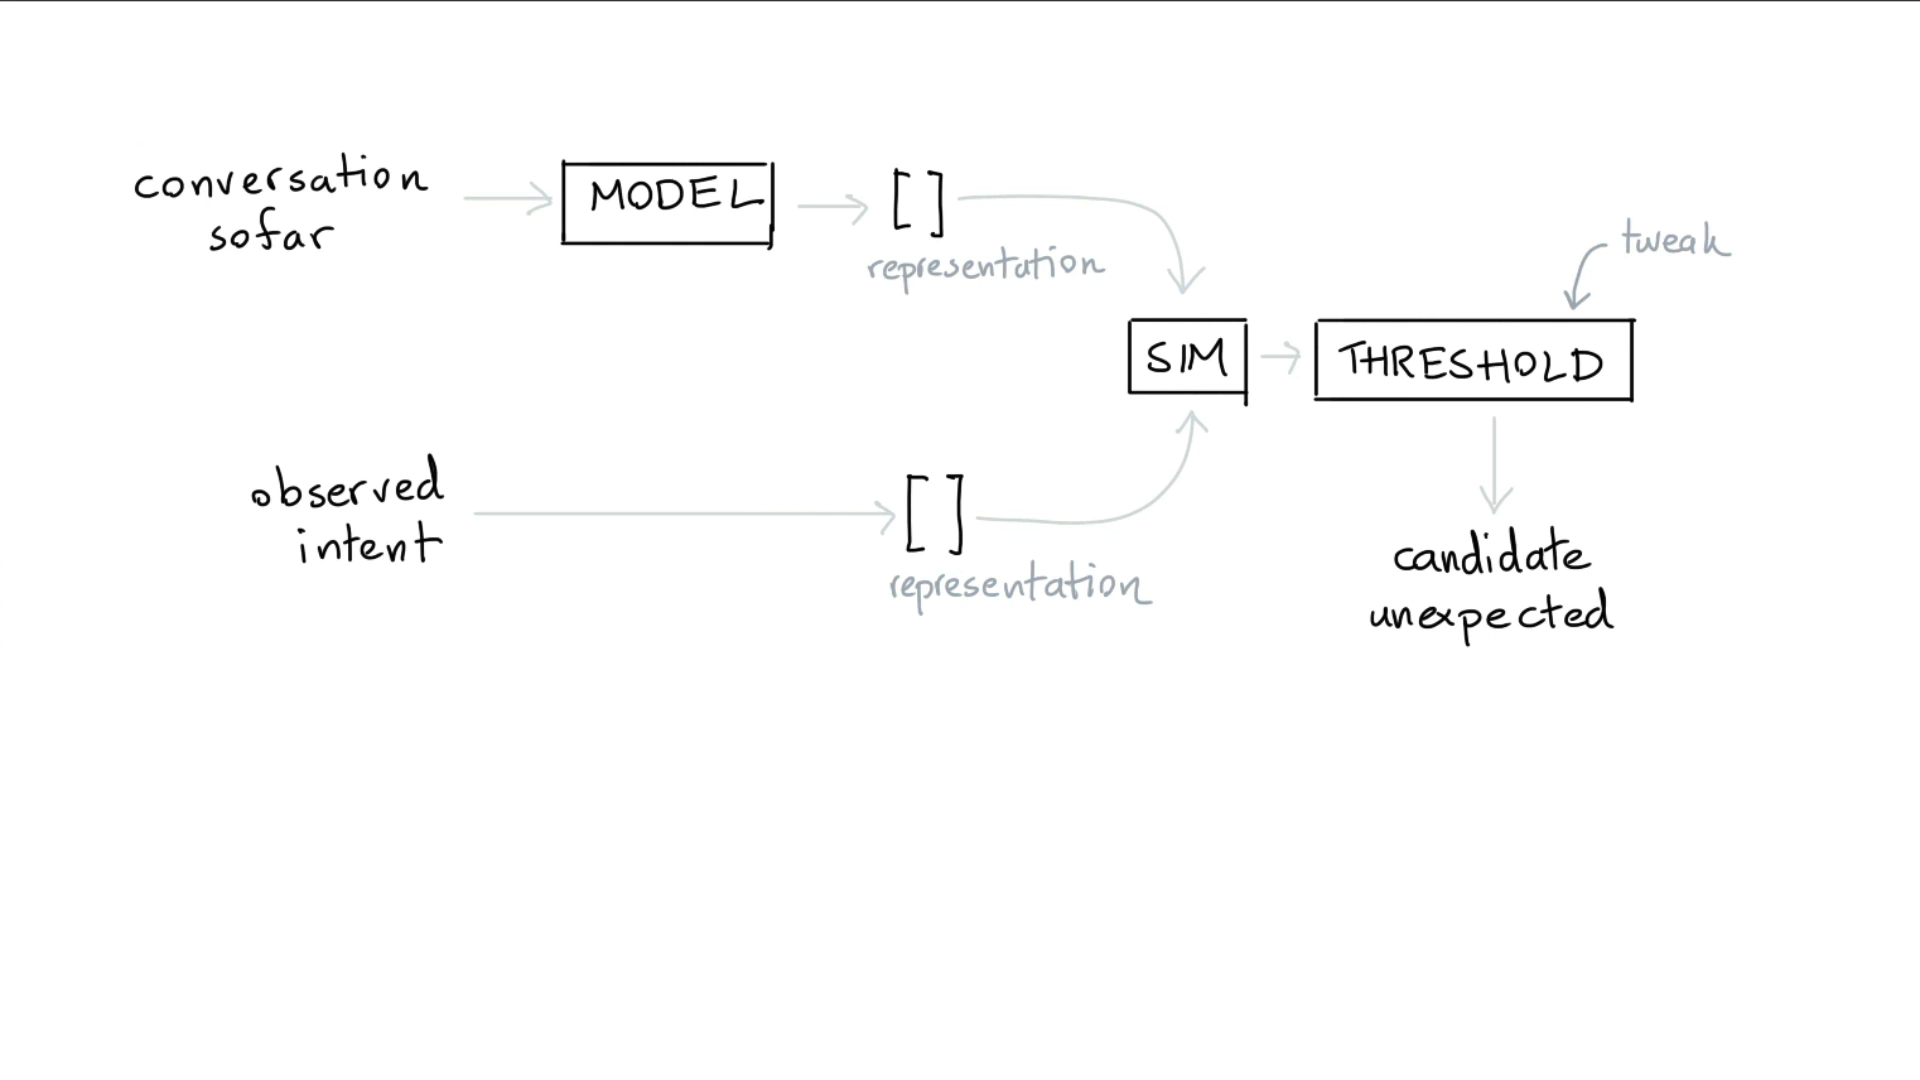 conversation
sofar
MODEL
[ ]
representation
tweak
SIM
THRESHOLD
observed
intent
[ ]
representation
candidate
unexpected